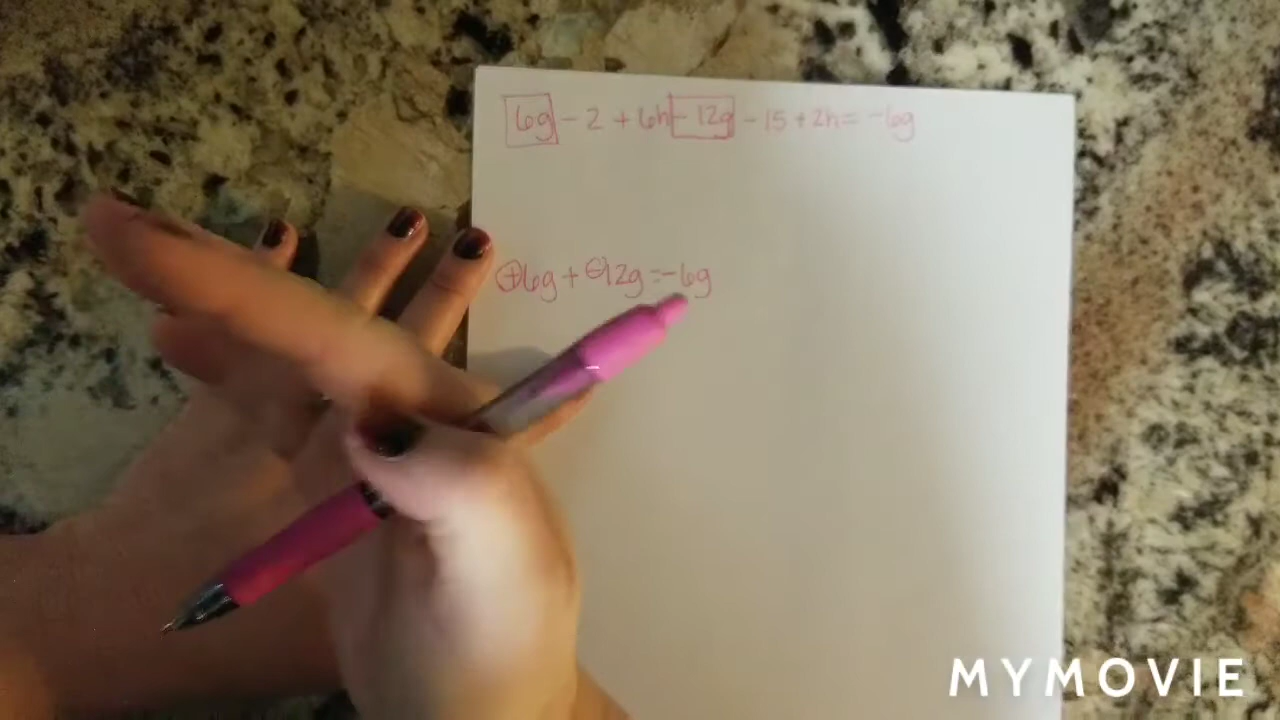 6g - 2 + 6h - 12g - 15 + 2h = -6g
+6g + -12g = -6g
MYMOVIE